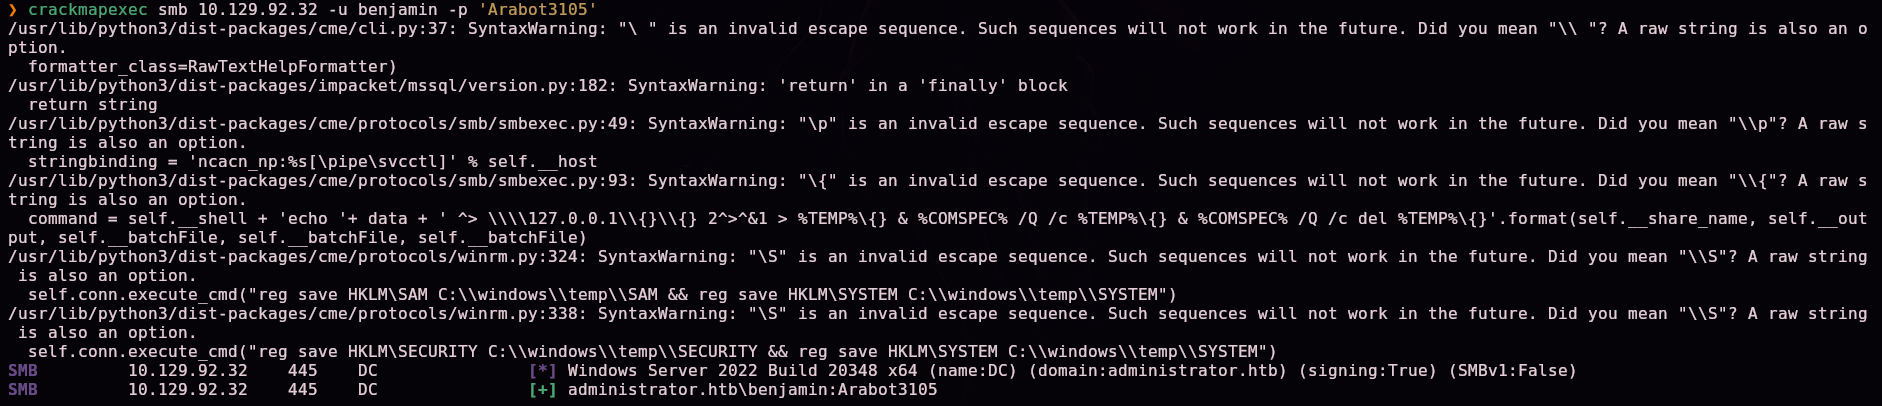 ❯ crackmapexec smb 10.129.92.32 -u benjamin -p 'Arabot3105'
/usr/lib/python3/dist-packages/cme/cli.py:37: SyntaxWarning: "\ " is an invalid escape sequence. Such sequences will not work in the future. Did you mean "\\ "? A raw string is also an o
ption.
  formatter_class=RawTextHelpFormatter)
/usr/lib/python3/dist-packages/impacket/mssql/version.py:182: SyntaxWarning: 'return' in a 'finally' block
  return string
/usr/lib/python3/dist-packages/cme/protocols/smb/smbexec.py:49: SyntaxWarning: "\p" is an invalid escape sequence. Such sequences will not work in the future. Did you mean "\\p"? A raw s
tring is also an option.
  stringbinding = 'ncacn_np:%s[\pipe\svcctl]' % self.__host
/usr/lib/python3/dist-packages/cme/protocols/smb/smbexec.py:93: SyntaxWarning: "\{" is an invalid escape sequence. Such sequences will not work in the future. Did you mean "\\{"? A raw s
tring is also an option.
  command = self.__shell + 'echo '+ data + ' ^> \\\\127.0.0.1\\{}\\{} 2^>^&1 > %TEMP%\{} & %COMSPEC% /Q /c %TEMP%\{} & %COMSPEC% /Q /c del %TEMP%\{}'.format(self.__share_name, self.__out
put, self.__batchFile, self.__batchFile, self.__batchFile)
/usr/lib/python3/dist-packages/cme/protocols/winrm.py:324: SyntaxWarning: "\S" is an invalid escape sequence. Such sequences will not work in the future. Did you mean "\\S"? A raw string
 is also an option.
  self.conn.execute_cmd("reg save HKLM\SAM C:\\windows\\temp\\SAM && reg save HKLM\SYSTEM C:\\windows\\temp\\SYSTEM")
/usr/lib/python3/dist-packages/cme/protocols/winrm.py:338: SyntaxWarning: "\S" is an invalid escape sequence. Such sequences will not work in the future. Did you mean "\\S"? A raw string
 is also an option.
  self.conn.execute_cmd("reg save HKLM\SECURITY C:\\windows\\temp\\SECURITY && reg save HKLM\SYSTEM C:\\windows\\temp\\SYSTEM")
SMB         10.129.92.32    445    DC               [*] Windows Server 2022 Build 20348 x64 (name:DC) (domain:administrator.htb) (signing:True) (SMBv1:False)
SMB         10.129.92.32    445    DC               [+] administrator.htb\benjamin:Arabot3105